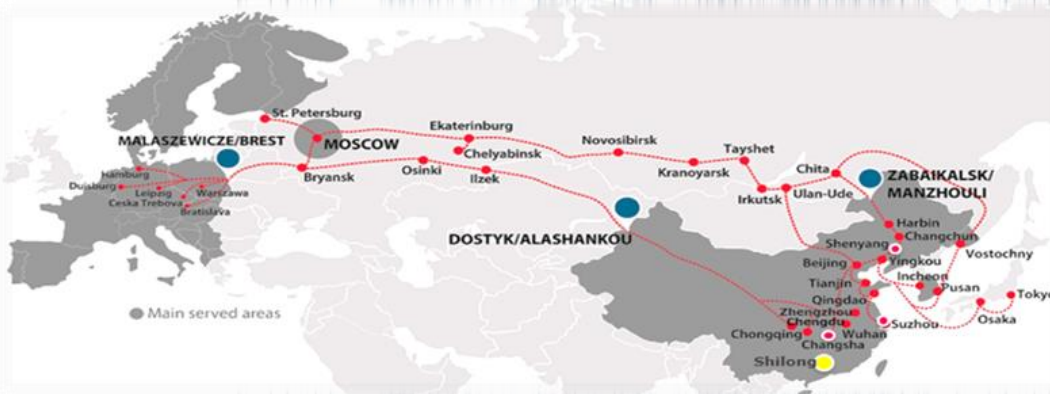 St. Petersburg
MALASZEWICZE/BREST
MOSCOW
Ekaterinburg
Chelyabinsk
Novosibirsk
Tayshet
Kranoyarsk
Chita
ZABAIKALSK/
MANZHOULI
Hamburg
Duisburg
Leipzig
Warszawa
Ceska Trebova
Bratislava
Bryansk
Osinki
Ilzek
Irkutsk
Ulan-Ude
DOSTYK/ALASHANKOU
Harbin
Changchun
Shenyang
Vostochny
Beijing
Yingkou
Incheon
Tianjin
Pusan
Tokyo
Qingdao
Zhengzhou
Osaka
Chengdu
Suzhou
Chongqing
Wuhan
Changsha
Shilong
Main served areas